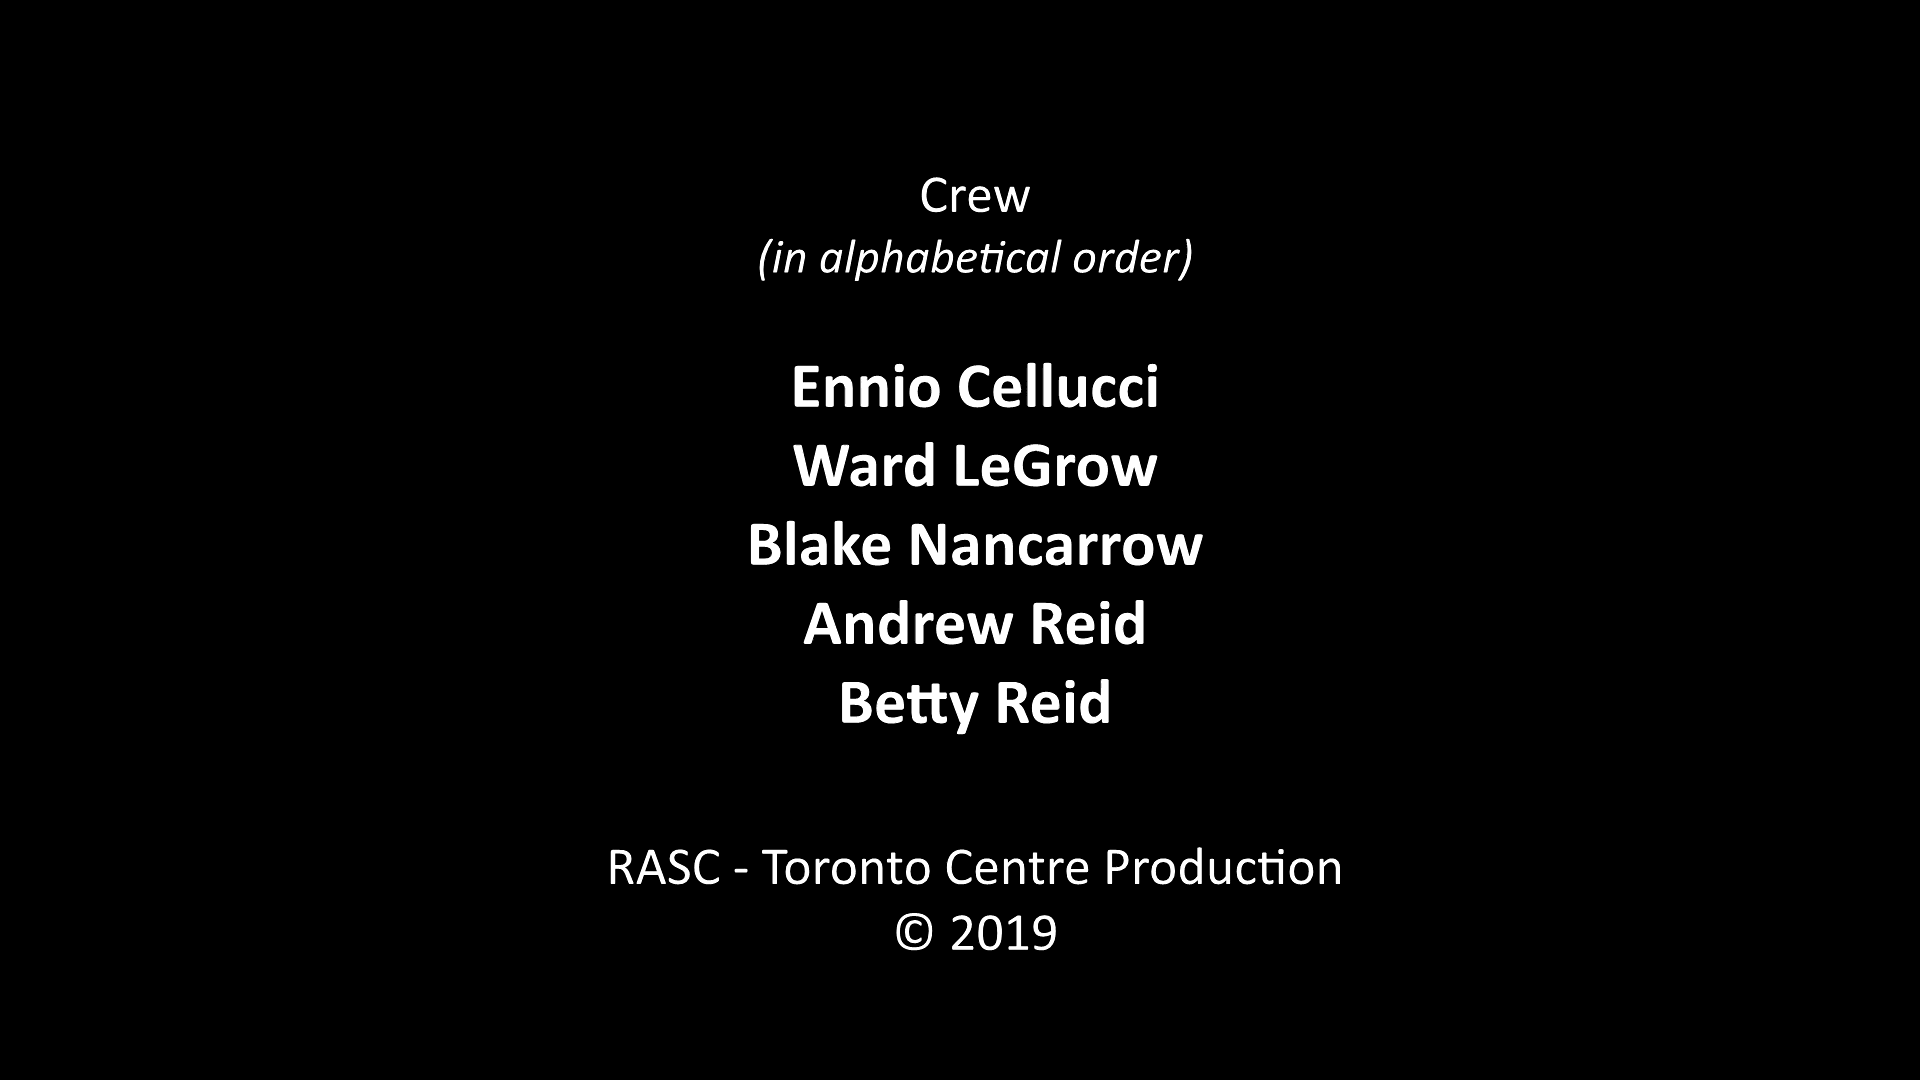 Crew
(in alphabetical order)
Ennio Cellucci
Ward LeGrow
Blake Nancarrow
Andrew Reid
Betty Reid
RASC - Toronto Centre Production
© 2019